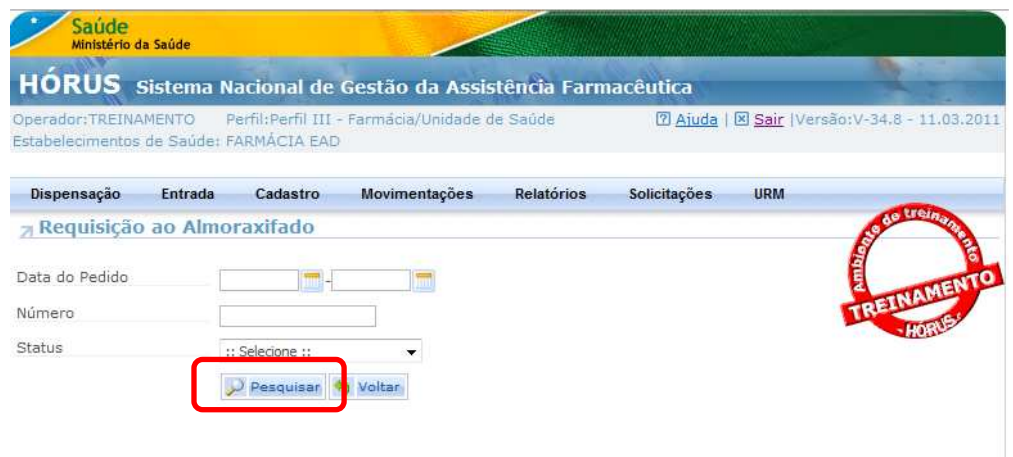 Saúde
Ministério da Saúde
HÓRUS Sistema Nacional de Gestão da Assistência Farmacêutica
Operador:TREINAMENTO Perfil:Perfil III - Farmácia/Unidade de Saúde Ajuda | Sair |Versão:V-34.8 - 11.03.2011
Estabelecimentos de Saúde: FARMÁCIA EAD
Dispensação Entrada Cadastro Movimentações Relatórios Solicitações URM
Requisição ao Almoraxifado
Ambiente de treinamento
TREINAMENTO
- HÓRUS -
Data do Pedido -
Número
Status :: Selecione ::
Pesquisar Voltar